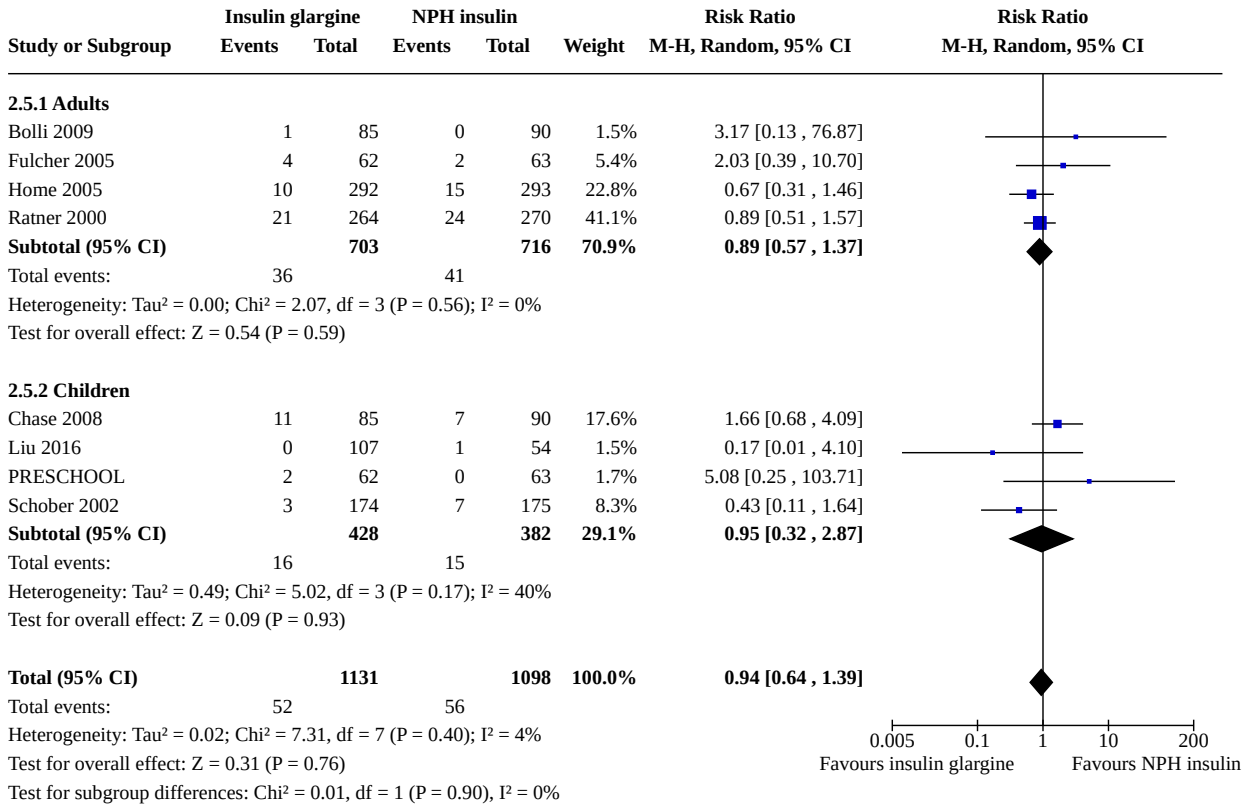 Insulin glargine NPH insulin Risk Ratio Risk Ratio
Study or Subgroup Events Total Events Total Weight M-H, Random, 95% CI M-H, Random, 95% CI
2.5.1 Adults
Bolli 2009 1 85 0 90 1.5% 3.17 [0.13 , 76.87]
Fulcher 2005 4 62 2 63 5.4% 2.03 [0.39 , 10.70]
Home 2005 10 292 15 293 22.8% 0.67 [0.31 , 1.46]
Ratner 2000 21 264 24 270 41.1% 0.89 [0.51 , 1.57]
Subtotal (95% CI) 703 716 70.9% 0.89 [0.57 , 1.37]
Total events: 36 41
Heterogeneity: Tau² = 0.00; Chi² = 2.07, df = 3 (P = 0.56); I² = 0%
Test for overall effect: Z = 0.54 (P = 0.59)
2.5.2 Children
Chase 2008 11 85 7 90 17.6% 1.66 [0.68 , 4.09]
Liu 2016 0 107 1 54 1.5% 0.17 [0.01 , 4.10]
PRESCHOOL 2 62 0 63 1.7% 5.08 [0.25 , 103.71]
Schober 2002 3 174 7 175 8.3% 0.43 [0.11 , 1.64]
Subtotal (95% CI) 428 382 29.1% 0.95 [0.32 , 2.87]
Total events: 16 15
Heterogeneity: Tau² = 0.49; Chi² = 5.02, df = 3 (P = 0.17); I² = 40%
Test for overall effect: Z = 0.09 (P = 0.93)
Total (95% CI) 1131 1098 100.0% 0.94 [0.64 , 1.39]
Total events: 52 56
Heterogeneity: Tau² = 0.02; Chi² = 7.31, df = 7 (P = 0.40); I² = 4%
Test for overall effect: Z = 0.31 (P = 0.76)
Test for subgroup differences: Chi² = 0.01, df = 1 (P = 0.90), I² = 0%
0.005 0.1 1 10 200
Favours insulin glargine Favours NPH insulin